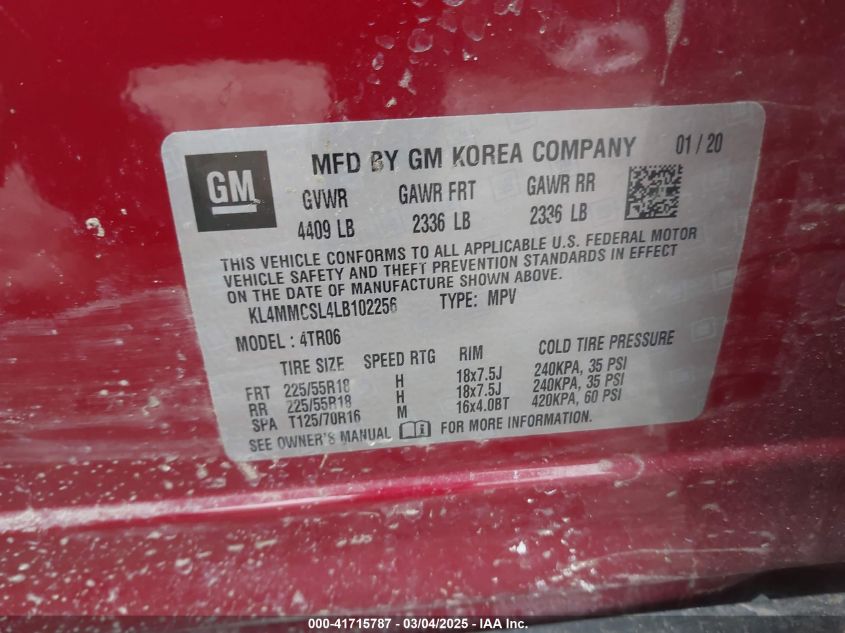 GM
MFD BY GM KOREA COMPANY 01 / 20
GVWR GAWR FRT GAWR RR
4409 LB 2336 LB 2336 LB
THIS VEHICLE CONFORMS TO ALL APPLICABLE U.S. FEDERAL MOTOR
VEHICLE SAFETY AND THEFT PREVENTION STANDARDS IN EFFECT
ON THE DATE OF MANUFACTURE SHOWN ABOVE.
KL4MMCSL4LB102256 TYPE: MPV
MODEL : 4TR06
TIRE SIZE SPEED RTG RIM COLD TIRE PRESSURE
FRT 225/55R18 H 18x7.5J 240KPA, 35 PSI
RR 225/55R18 H 18x7.5J 240KPA, 35 PSI
SPA T125/70R16 M 16x4.0BT 420KPA, 60 PSI
SEE OWNER'S MANUAL FOR MORE INFORMATION.
000-41715787 - 03/04/2025 - IAA Inc.